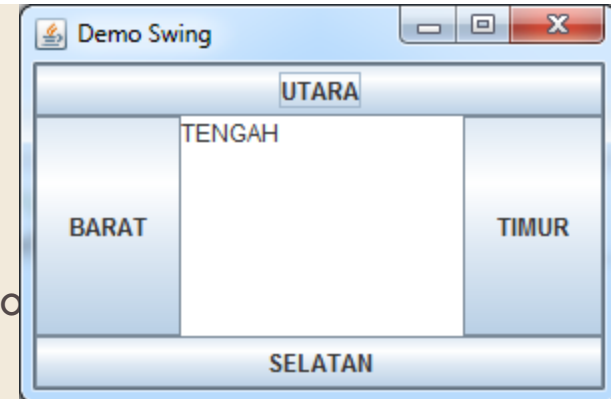 Demo Swing
UTARA
TENGAH
BARAT
TIMUR
O
SELATAN